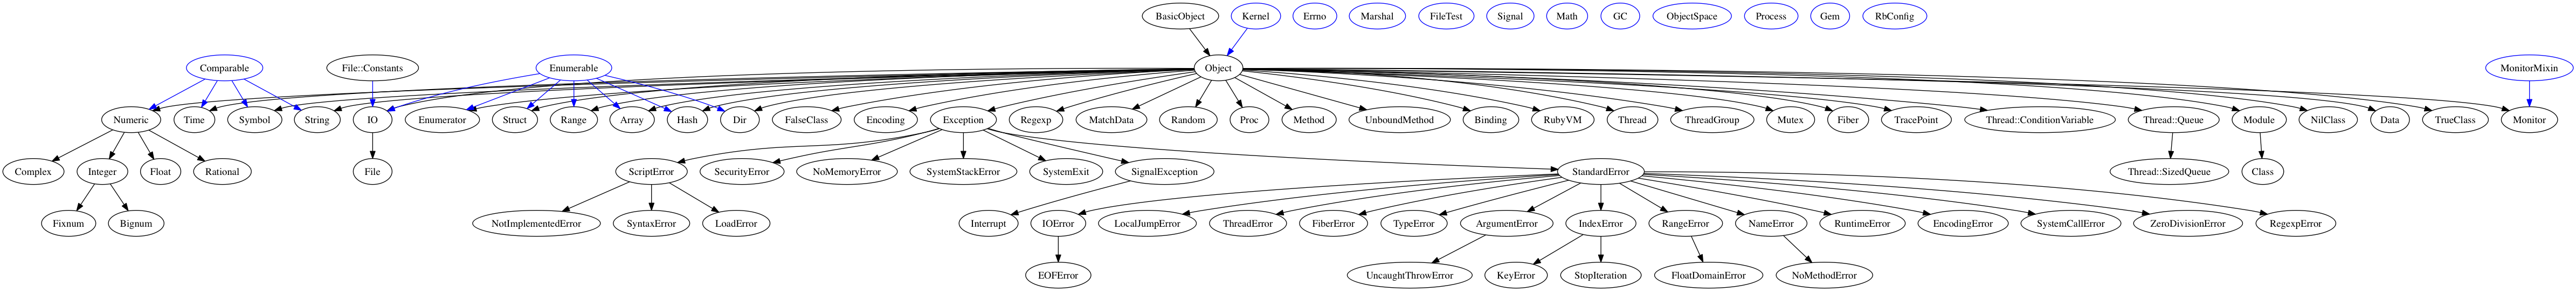 BasicObject Kernel Errno Marshal FileTest Signal Math GC ObjectSpace Process Gem RbConfig
Comparable File::Constants Enumerable Object MonitorMixin
Numeric Time Symbol String IO Enumerator Struct Range Array Hash Dir FalseClass Encoding Exception Regexp MatchData Random Proc Method UnboundMethod Binding RubyVM Thread ThreadGroup Mutex Fiber TracePoint Thread::ConditionVariable Thread::Queue Module NilClass Data TrueClass Monitor
Complex Integer Float Rational File ScriptError SecurityError NoMemoryError SystemStackError SystemExit SignalException StandardError Thread::SizedQueue Class
Fixnum Bignum NotImplementedError SyntaxError LoadError Interrupt IOError LocalJumpError ThreadError FiberError TypeError ArgumentError IndexError RangeError NameError RuntimeError EncodingError SystemCallError ZeroDivisionError RegexpError
EOFError UncaughtThrowError KeyError StopIteration FloatDomainError NoMethodError